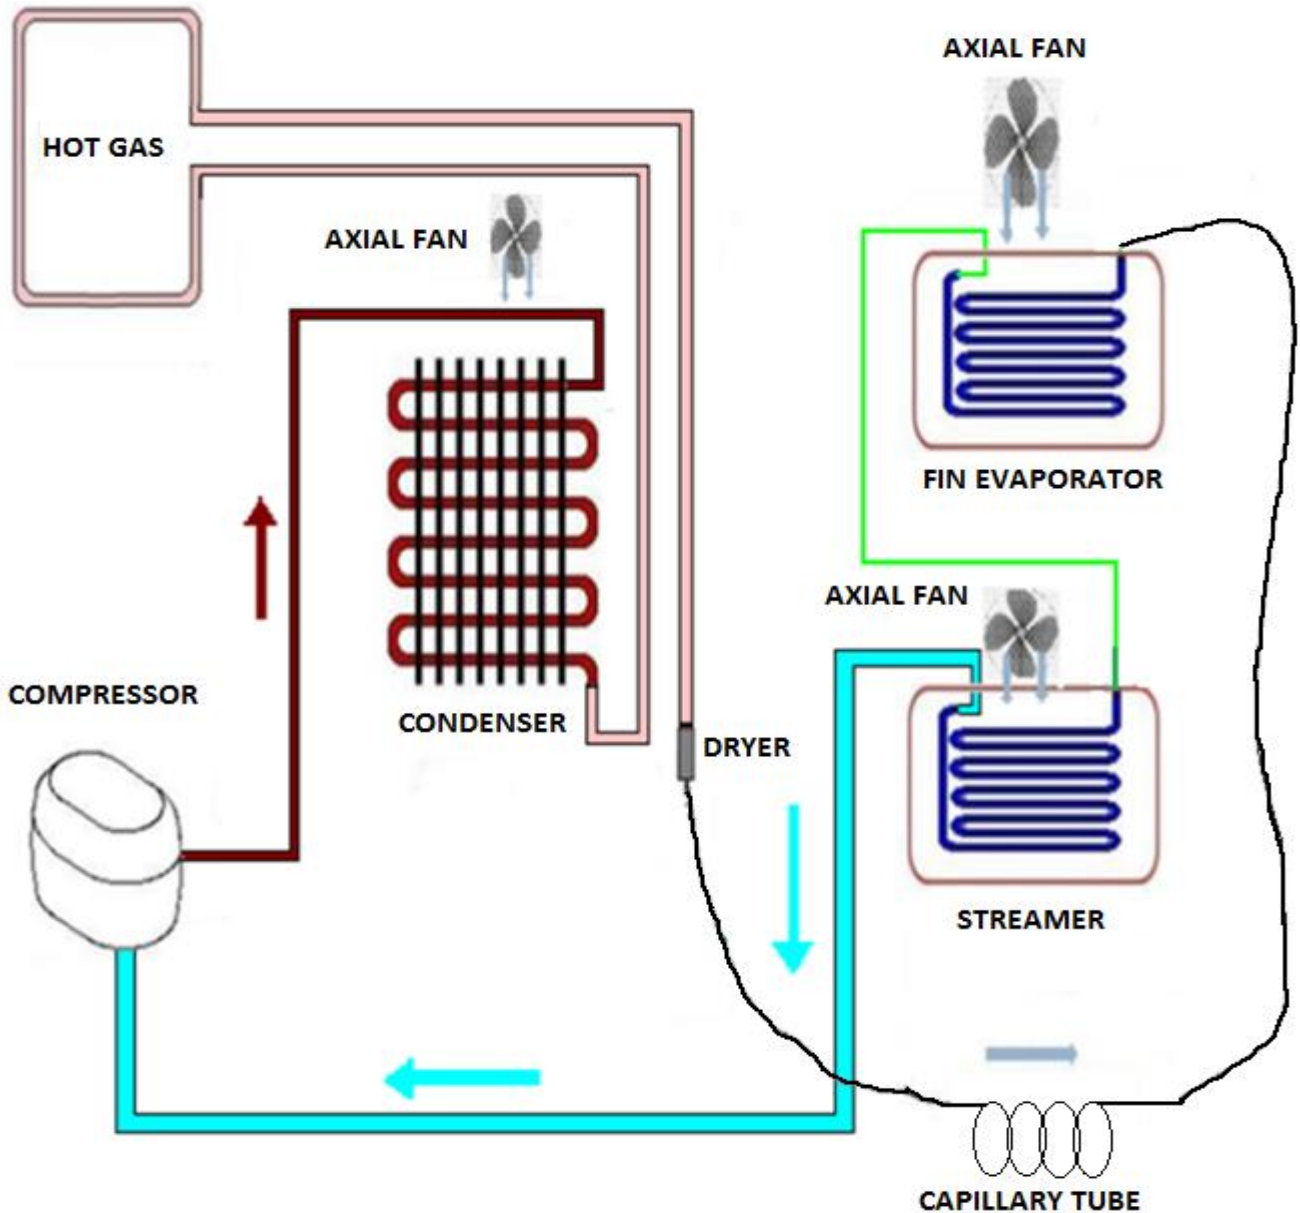 AXIAL FAN
HOT GAS
AXIAL FAN
FIN EVAPORATOR
AXIAL FAN
COMPRESSOR
CONDENSER
DRYER
STREAMER
CAPILLARY TUBE